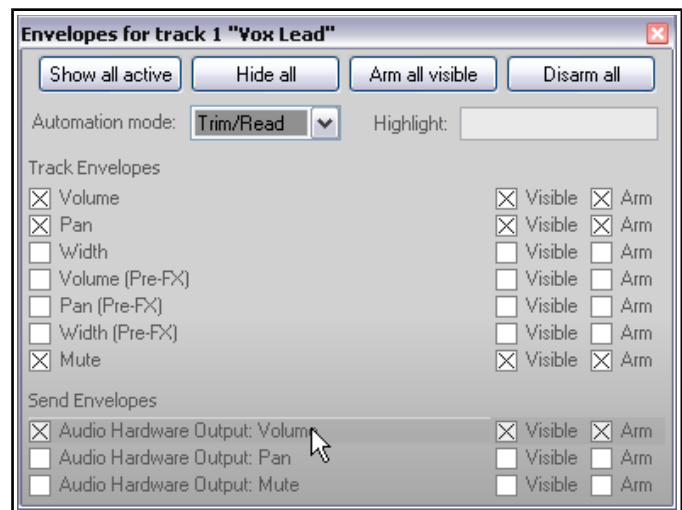 Envelopes for track 1 "Vox Lead"
Show all active Hide all Arm all visible Disarm all
Automation mode: Trim/Read Highlight:
Track Envelopes
Volume Visible Arm
Pan Visible Arm
Width Visible Arm
Volume (Pre-FX) Visible Arm
Pan (Pre-FX) Visible Arm
Width (Pre-FX) Visible Arm
Mute Visible Arm
Send Envelopes
Audio Hardware Output: Volume Visible Arm
Audio Hardware Output: Pan Visible Arm
Audio Hardware Output: Mute Visible Arm